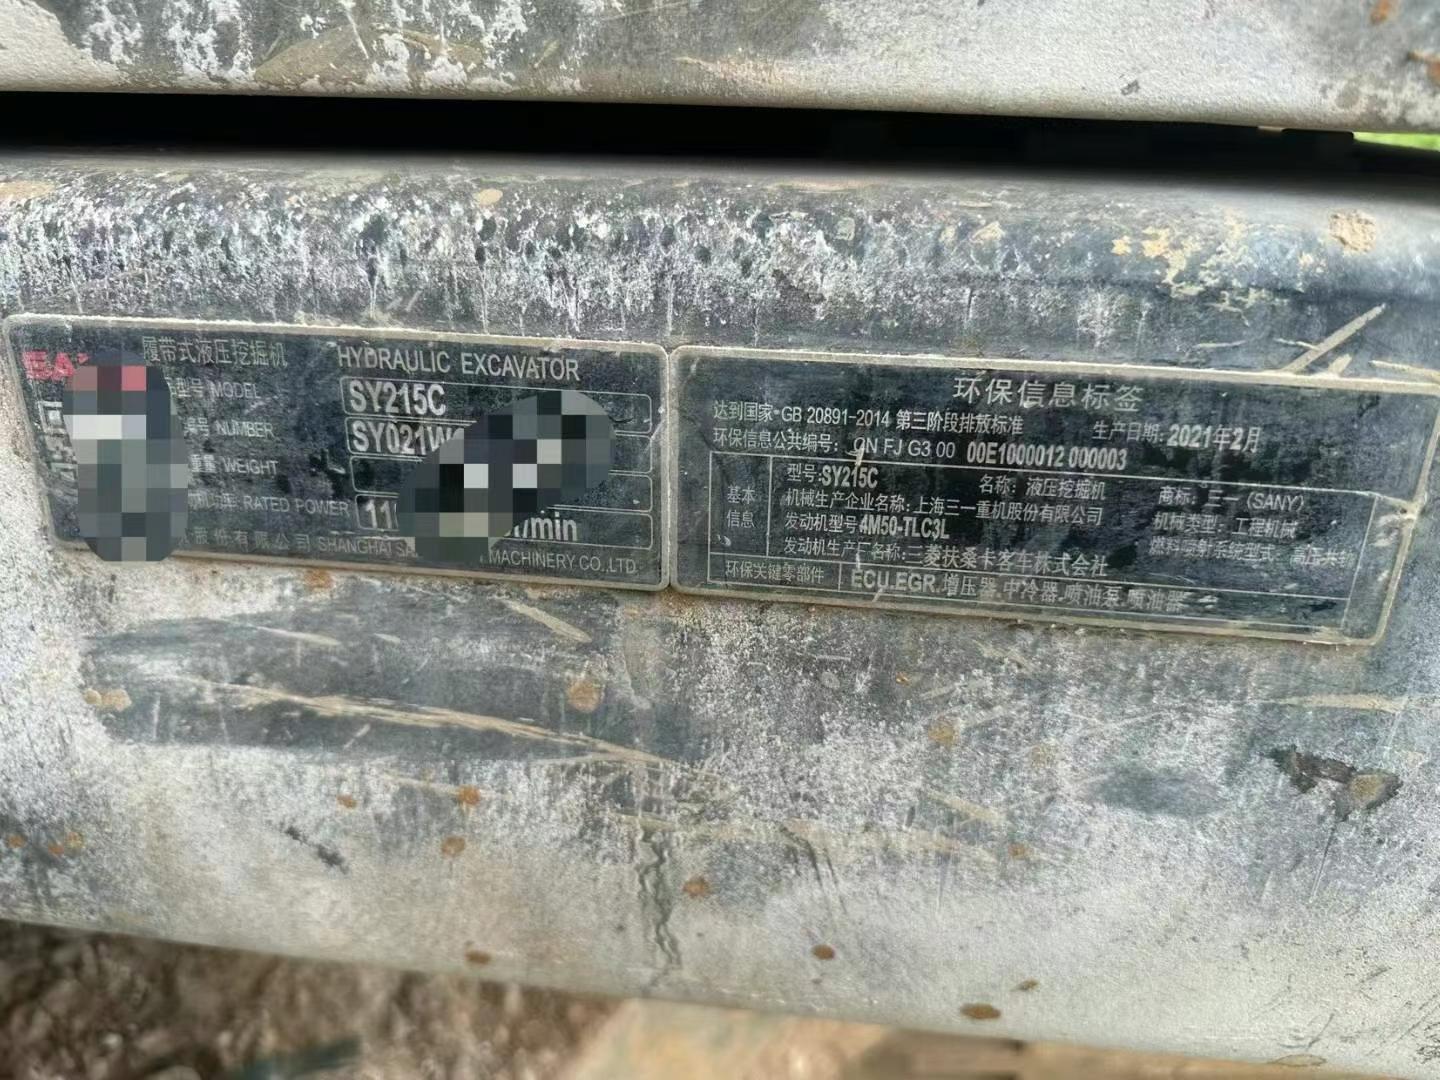 履带式液压挖掘机 HYDRAULIC EXCAVATOR
型号 MODEL SY215C
编号 NUMBER SY021W
重量 WEIGHT
RATED POWER 11 r/min
股份有限公司 SHANGHAI SA MACHINERY CO.,LTD
环保信息标签
达到国家 GB 20891-2014 第三阶段排放标准 生产日期: 2021年2月
环保信息公共编号: CN FJ G3 00 00E1000012 000003
基本信息
型号:SY215C 名称: 液压挖掘机 商标: 三一 (SANY)
机械生产企业名称: 上海三一重机股份有限公司 机械类型: 工程机械
发动机型号 4M50-TLC3L 燃料喷射系统型式: 高压共轨
发动机生产厂名称: 三菱扶桑卡客车株式会社
环保关键零部件 ECU.EGR.增压器.中冷器.喷油泵.喷油器